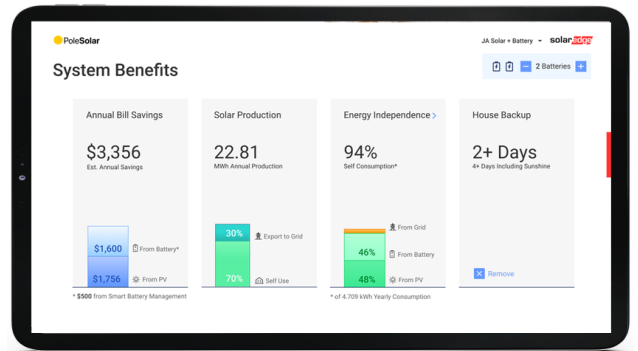 PoleSolar
JA Solar + Battery
solaredge
System Benefits
2 Batteries
Annual Bill Savings
$3,356
Est. Annual Savings
$1,600
From Battery*
$1,756
From PV
* $500 from Smart Battery Management
Solar Production
22.81
MWh Annual Production
30%
Export to Grid
70%
Self Use
Energy Independence >
94%
Self Consumption*
From Grid
46%
From Battery
48%
From PV
* of 4.709 kWh Yearly Consumption
House Backup
2+ Days
4+ Days Including Sunshine
Remove